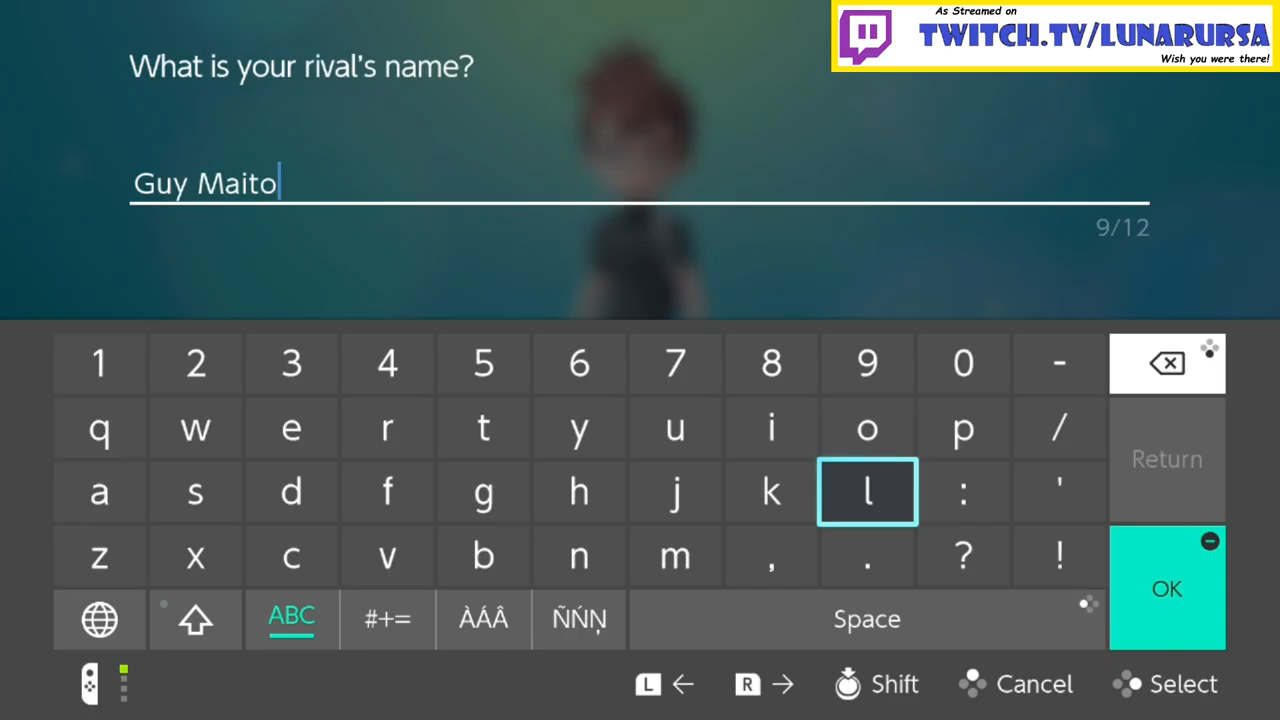 As Streamed on
TWITCH.TV/LUNARURSA
Wish you were there!
What is your rival's name?
Guy Maito
9/12
1 2 3 4 5 6 7 8 9 0 -
q w e r t y u i o p /
Return
a s d f g h j k l : '
z x c v b n m , . ? !
OK
ABC #+= ÀÁÂ ÑŃŅ Space
L ← R → Shift Cancel Select